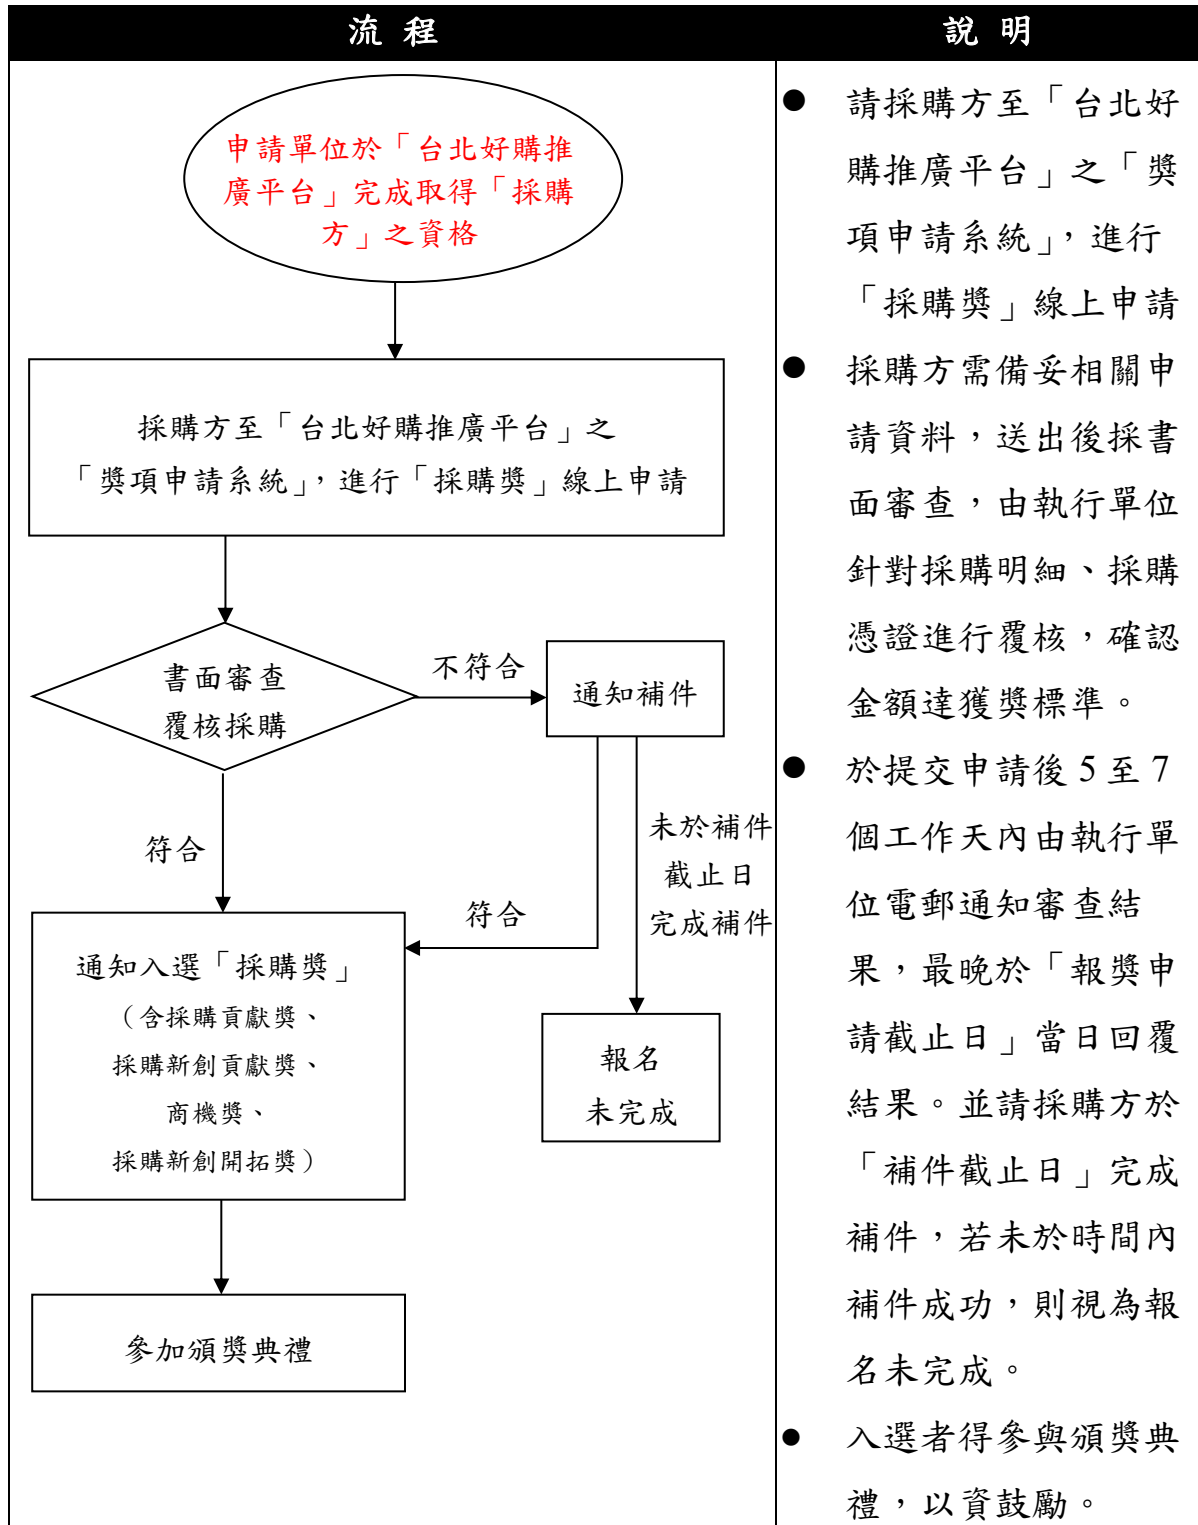 流 程
說 明
申請單位於「台北好購推
廣平台」完成取得「採購
方」之資格
採購方至「台北好購推廣平台」之
「獎項申請系統」，進行「採購獎」線上申請
書面審查
覆核採購
不符合
通知補件
符合
符合
未於補件
截止日
完成補件
通知入選「採購獎」
（含採購貢獻獎、
採購新創貢獻獎、
商機獎、
採購新創開拓獎）
報名
未完成
參加頒獎典禮
● 請採購方至「台北好
購推廣平台」之「獎
項申請系統」，進行
「採購獎」線上申請
● 採購方需備妥相關申
請資料，送出後採書
面審查，由執行單位
針對採購明細、採購
憑證進行覆核，確認
金額達獲獎標準。
● 於提交申請後 5 至 7
個工作天內由執行單
位電郵通知審查結
果，最晚於「報獎申
請截止日」當日回覆
結果。並請採購方於
「補件截止日」完成
補件，若未於時間內
補件成功，則視為報
名未完成。
● 入選者得參與頒獎典
禮，以資鼓勵。